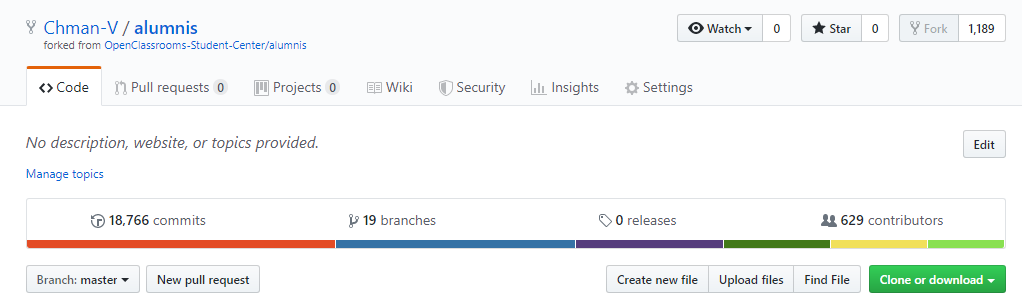 Chman-V / alumnis Watch 0 Star 0 Fork 1,189
forked from OpenClassrooms-Student-Center/alumnis
Code Pull requests 0 Projects 0 Wiki Security Insights Settings
No description, website, or topics provided. Edit
Manage topics
18,766 commits 19 branches 0 releases 629 contributors
Branch: master New pull request Create new file Upload files Find File Clone or download